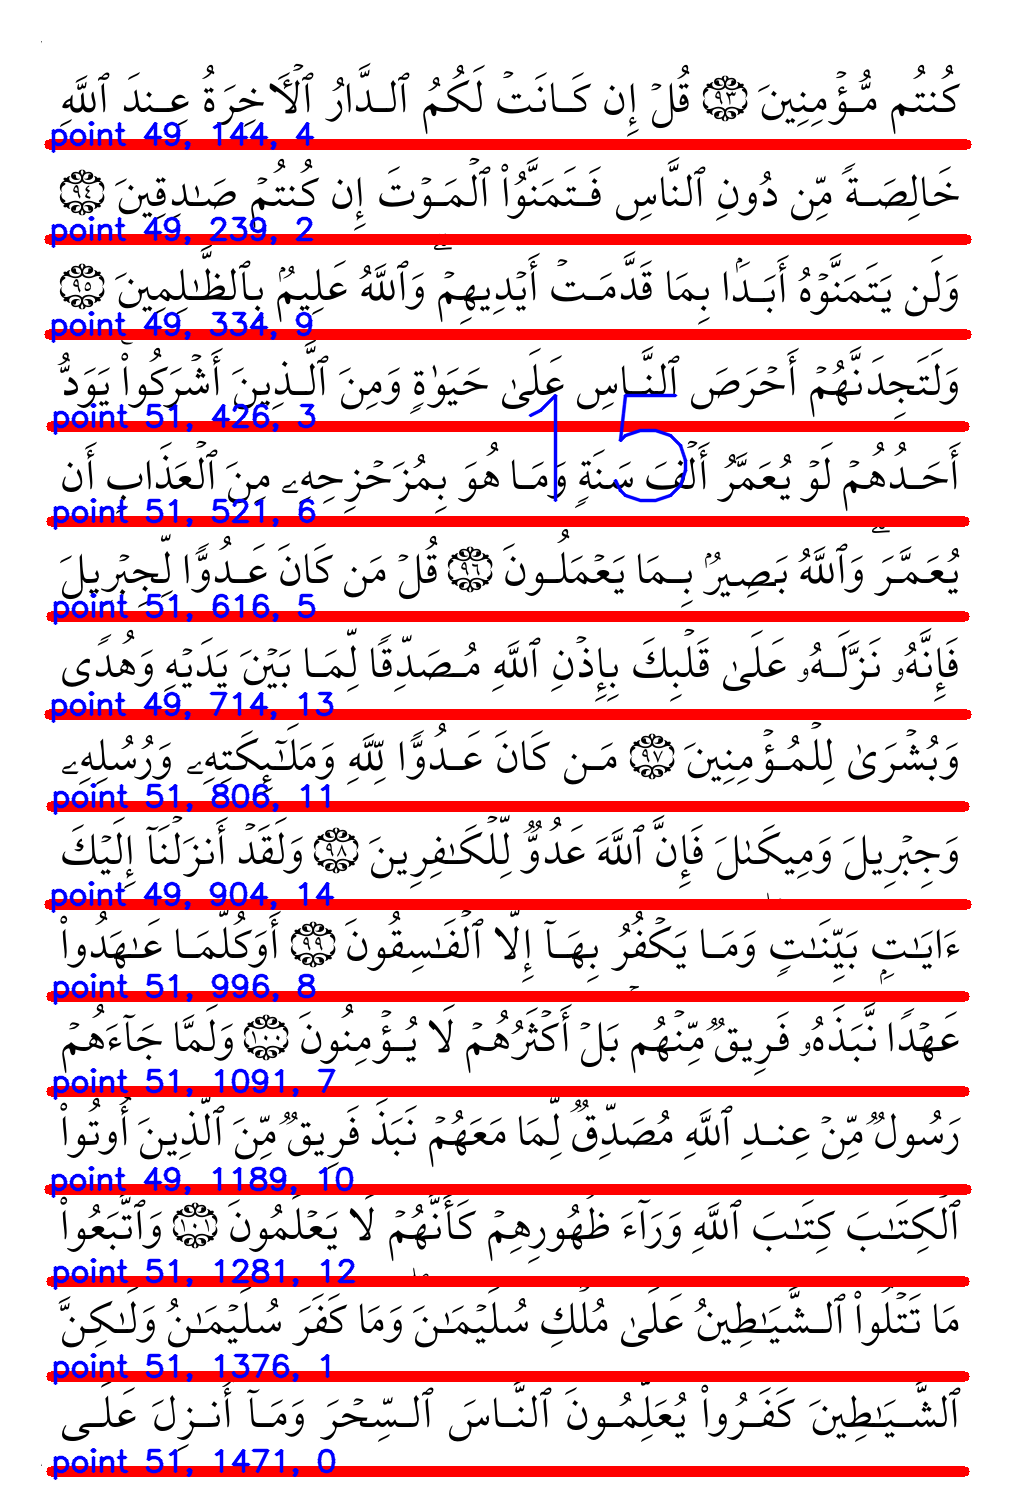 كُنتُم مُّؤۡمِنِينَ ٩٣ قُلۡ إِن كَانَتۡ لَكُمُ ٱلدَّارُ ٱلۡأٓخِرَةُ عِندَ ٱللَّهِ
point 49, 144, 4
خَالِصَةٗ مِّن دُونِ ٱلنَّاسِ فَتَمَنَّوُاْ ٱلۡمَوۡتَ إِن كُنتُمۡ صَٰدِقِينَ ٩٤
point 49, 239, 2
وَلَن يَتَمَنَّوۡهُ أَبَدَۢا بِمَا قَدَّمَتۡ أَيۡدِيهِمۡۚ وَٱللَّهُ عَلِيمُۢ بِٱلظَّٰلِمِينَ ٩٥
point 49, 334, 9
وَلَتَجِدَنَّهُمۡ أَحۡرَصَ ٱلنَّاسِ عَلَىٰ حَيَوٰةٖ وَمِنَ ٱلَّذِينَ أَشۡرَكُواْۚ يَوَدُّ
point 51, 426, 3
15
أَحَدُهُمۡ لَوۡ يُعَمَّرُ أَلۡفَ سَنَةٖ وَمَا هُوَ بِمُزَحۡزِحِهِۦ مِنَ ٱلۡعَذَابِ أَن
point 51, 521, 6
يُعَمَّرَۗ وَٱللَّهُ بَصِيرُۢ بِمَا يَعۡمَلُونَ ٩٦ قُلۡ مَن كَانَ عَدُوّٗا لِّجِبۡرِيلَ
point 51, 616, 5
فَإِنَّهُۥ نَزَّلَهُۥ عَلَىٰ قَلۡبِكَ بِإِذۡنِ ٱللَّهِ مُصَدِّقٗا لِّمَا بَيۡنَ يَدَيۡهِ وَهُدٗى
point 49, 714, 13
وَبُشۡرَىٰ لِلۡمُؤۡمِنِينَ ٩٧ مَن كَانَ عَدُوّٗا لِّلَّهِ وَمَلَٰٓئِكَتِهِۦ وَرُسُلِهِۦ
point 51, 806, 11
وَجِبۡرِيلَ وَمِيكَىٰلَ فَإِنَّ ٱللَّهَ عَدُوّٞ لِّلۡكَٰفِرِينَ ٩٨ وَلَقَدۡ أَنزَلۡنَآ إِلَيۡكَ
point 49, 904, 14
ءَايَٰتِۭ بَيِّنَٰتٖۖ وَمَا يَكۡفُرُ بِهَآ إِلَّا ٱلۡفَٰسِقُونَ ٩٩ أَوَكُلَّمَا عَٰهَدُواْ
point 51, 996, 8
عَهۡدٗا نَّبَذَهُۥ فَرِيقٞ مِّنۡهُمۚ بَلۡ أَكۡثَرُهُمۡ لَا يُؤۡمِنُونَ ١٠٠ وَلَمَّا جَآءَهُمۡ
point 51, 1091, 7
رَسُولٞ مِّنۡ عِندِ ٱللَّهِ مُصَدِّقٞ لِّمَا مَعَهُمۡ نَبَذَ فَرِيقٞ مِّنَ ٱلَّذِينَ أُوتُواْ
point 49, 1189, 10
ٱلۡكِتَٰبَ كِتَٰبَ ٱللَّهِ وَرَآءَ ظُهُورِهِمۡ كَأَنَّهُمۡ لَا يَعۡلَمُونَ ١٠١ وَٱتَّبَعُواْ
point 51, 1281, 12
مَا تَتۡلُواْ ٱلشَّيَٰطِينُ عَلَىٰ مُلۡكِ سُلَيۡمَٰنَۖ وَمَا كَفَرَ سُلَيۡمَٰنُ وَلَٰكِنَّ
point 51, 1376, 1
ٱلشَّيَٰطِينَ كَفَرُواْ يُعَلِّمُونَ ٱلنَّاسَ ٱلسِّحۡرَ وَمَآ أُنزِلَ عَلَى
point 51, 1471, 0